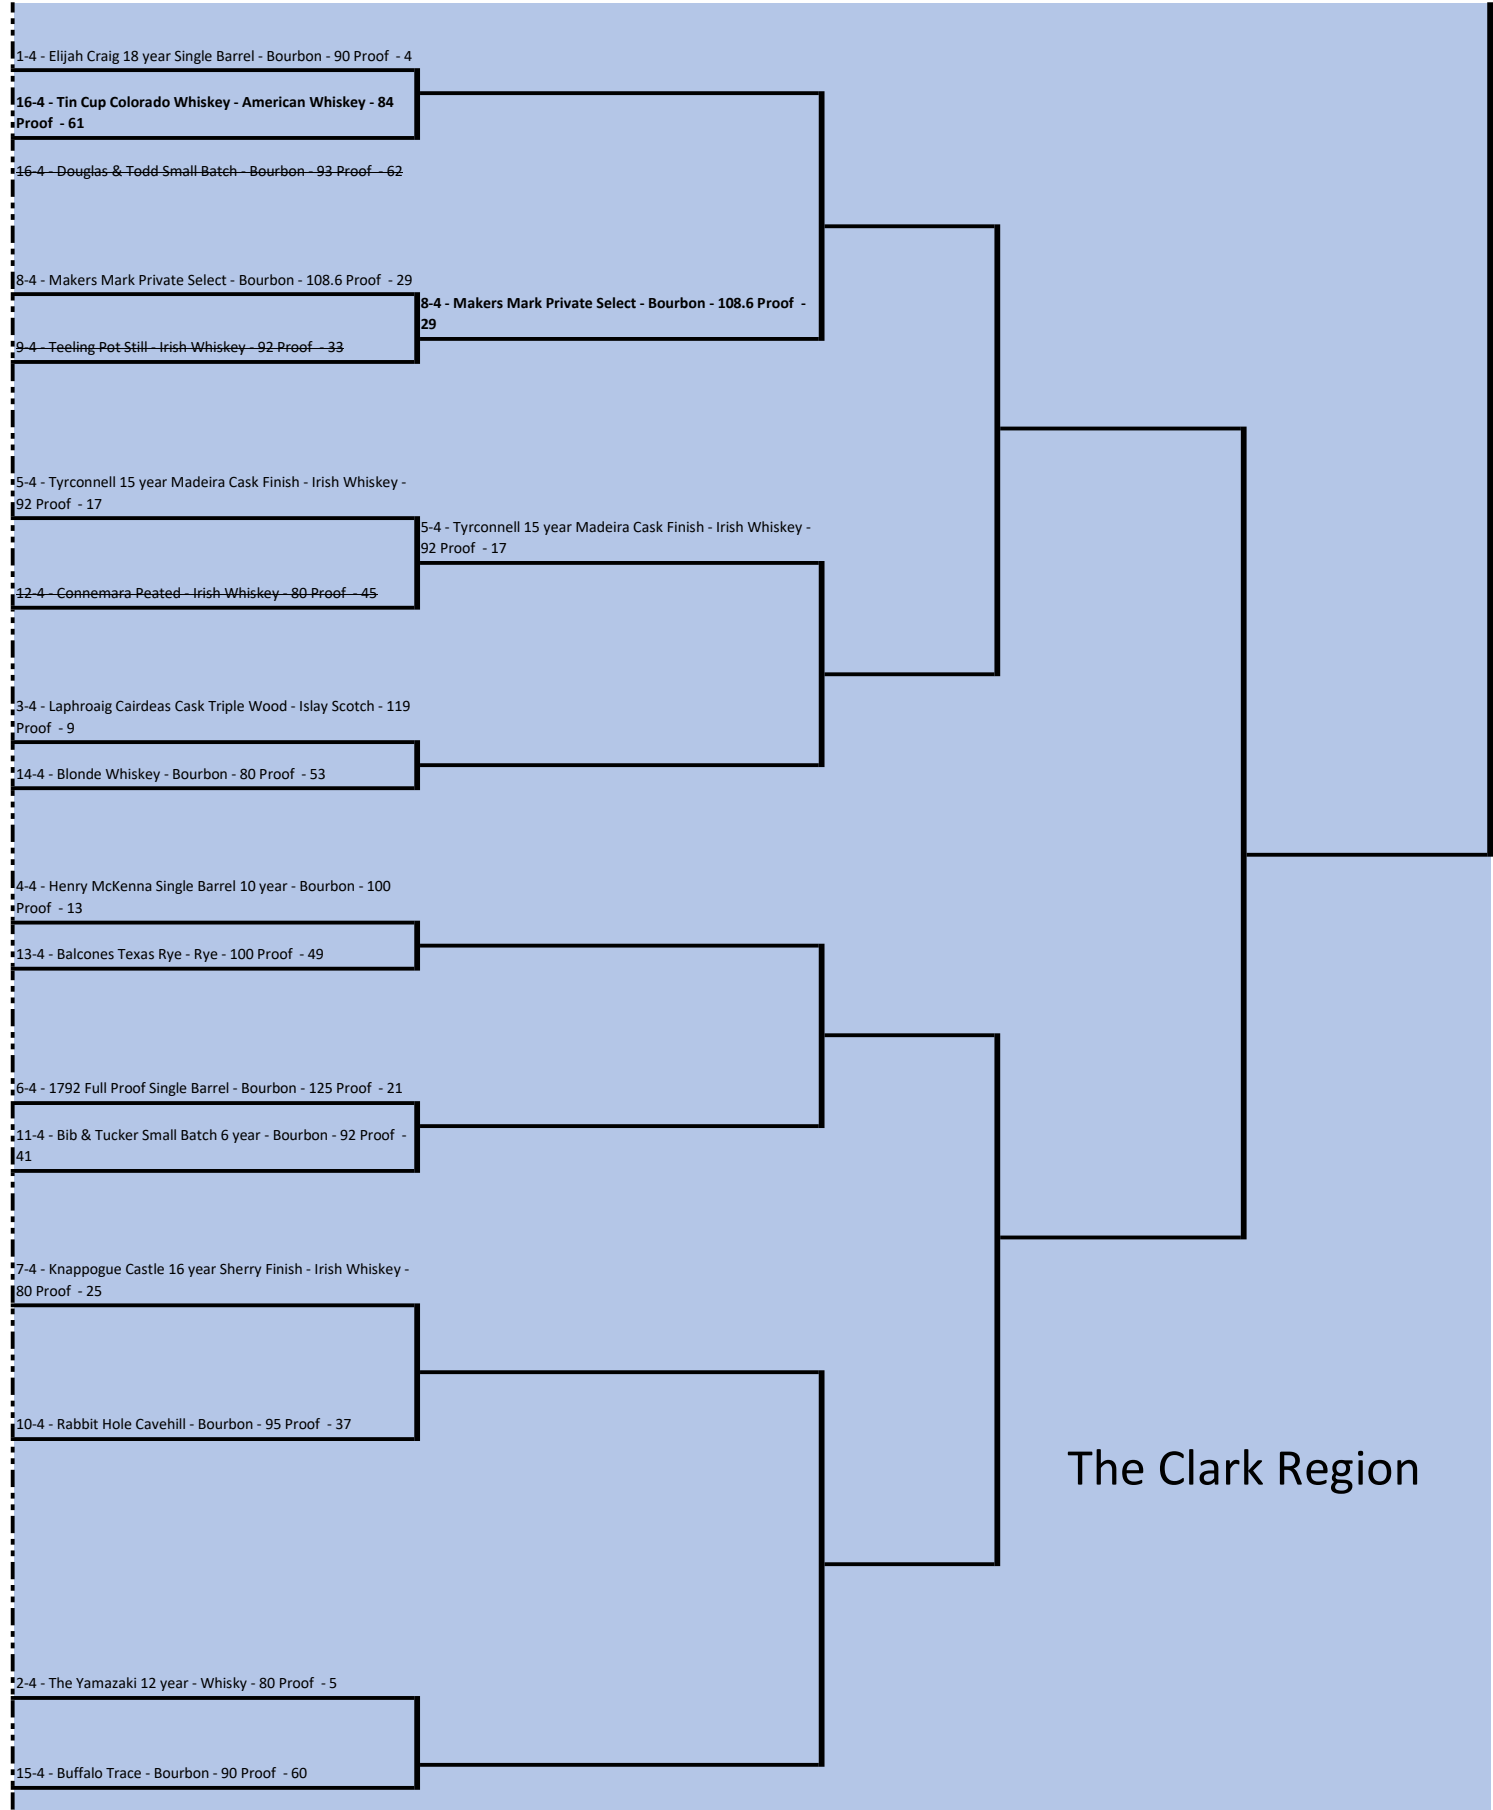 1-4 - Elijah Craig 18 year Single Barrel - Bourbon - 90 Proof  - 4
16-4 - Tin Cup Colorado Whiskey - American Whiskey - 84
Proof  - 61
16-4 - Douglas & Todd Small Batch - Bourbon - 93 Proof  - 62
8-4 - Makers Mark Private Select - Bourbon - 108.6 Proof  - 29
8-4 - Makers Mark Private Select - Bourbon - 108.6 Proof  -
29
9-4 - Teeling Pot Still - Irish Whiskey - 92 Proof  - 33
5-4 - Tyrconnell 15 year Madeira Cask Finish - Irish Whiskey -
92 Proof  - 17
5-4 - Tyrconnell 15 year Madeira Cask Finish - Irish Whiskey -
92 Proof  - 17
12-4 - Connemara Peated - Irish Whiskey - 80 Proof  - 45
3-4 - Laphroaig Cairdeas Cask Triple Wood - Islay Scotch - 119
Proof  - 9
14-4 - Blonde Whiskey - Bourbon - 80 Proof  - 53
4-4 - Henry McKenna Single Barrel 10 year - Bourbon - 100
Proof  - 13
13-4 - Balcones Texas Rye - Rye - 100 Proof  - 49
6-4 - 1792 Full Proof Single Barrel - Bourbon - 125 Proof  - 21
11-4 - Bib & Tucker Small Batch 6 year - Bourbon - 92 Proof  -
41
7-4 - Knappogue Castle 16 year Sherry Finish - Irish Whiskey -
80 Proof  - 25
10-4 - Rabbit Hole Cavehill - Bourbon - 95 Proof  - 37
The Clark Region
2-4 - The Yamazaki 12 year - Whisky - 80 Proof  - 5
15-4 - Buffalo Trace - Bourbon - 90 Proof  - 60